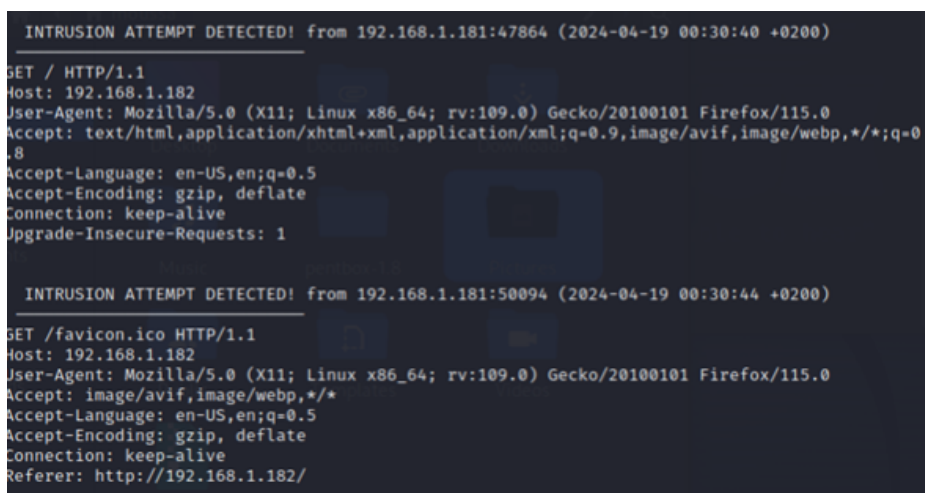 INTRUSION ATTEMPT DETECTED! from 192.168.1.181:47864 (2024-04-19 00:30:40 +0200)
GET / HTTP/1.1
Host: 192.168.1.182
User-Agent: Mozilla/5.0 (X11; Linux x86_64; rv:109.0) Gecko/20100101 Firefox/115.0
Accept: text/html,application/xhtml+xml,application/xml;q=0.9,image/avif,image/webp,*/*;q=0
.8
Accept-Language: en-US,en;q=0.5
Accept-Encoding: gzip, deflate
Connection: keep-alive
Upgrade-Insecure-Requests: 1
Music
INTRUSION ATTEMPT DETECTED! from 192.168.1.181:50094 (2024-04-19 00:30:44 +0200)
GET /favicon.ico HTTP/1.1
Host: 192.168.1.182
User-Agent: Mozilla/5.0 (X11; Linux x86_64; rv:109.0) Gecko/20100101 Firefox/115.0
Accept: image/avif,image/webp,*/*
Accept-Language: en-US,en;q=0.5
Accept-Encoding: gzip, deflate
Connection: keep-alive
Referer: http://192.168.1.182/